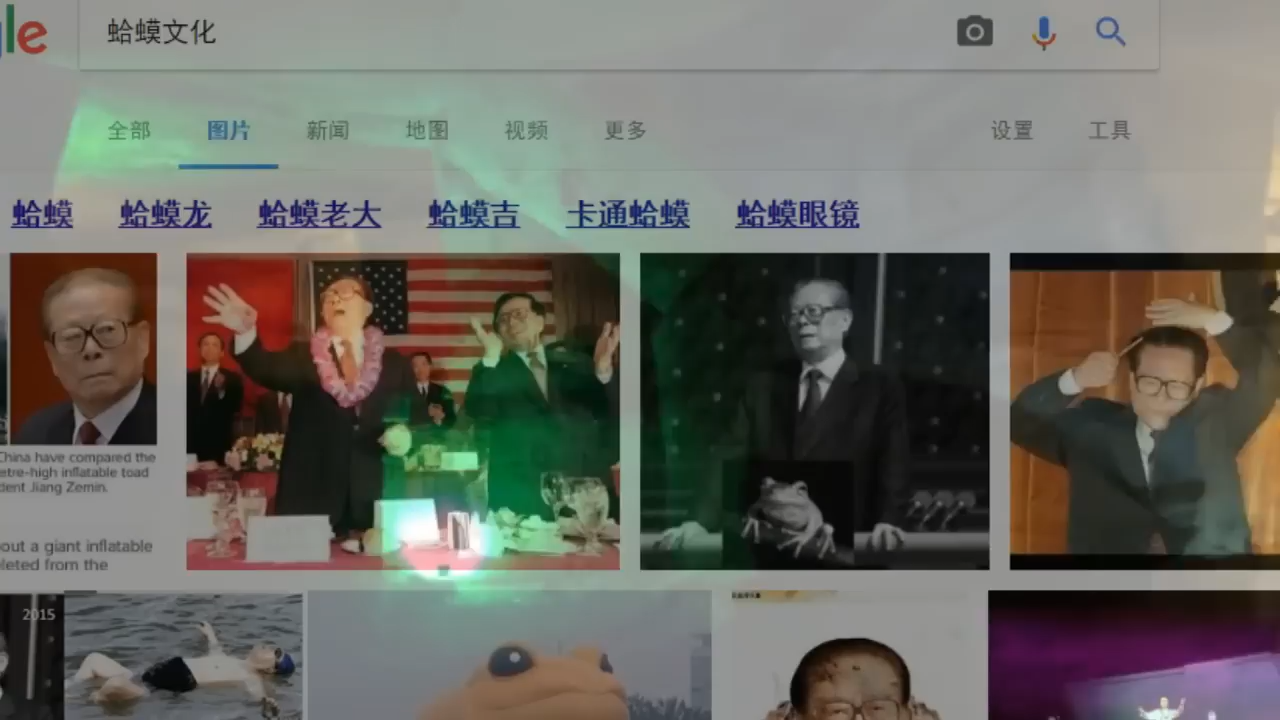 le
蛤蟆文化
全部 图片 新闻 地图 视频 更多 设置 工具
蛤蟆 蛤蟆龙 蛤蟆老大 蛤蟆吉 卡通蛤蟆 蛤蟆眼镜
China have compared the
etre-high inflatable toad
dent Jiang Zemin.
out a giant inflatable
leted from the
2015